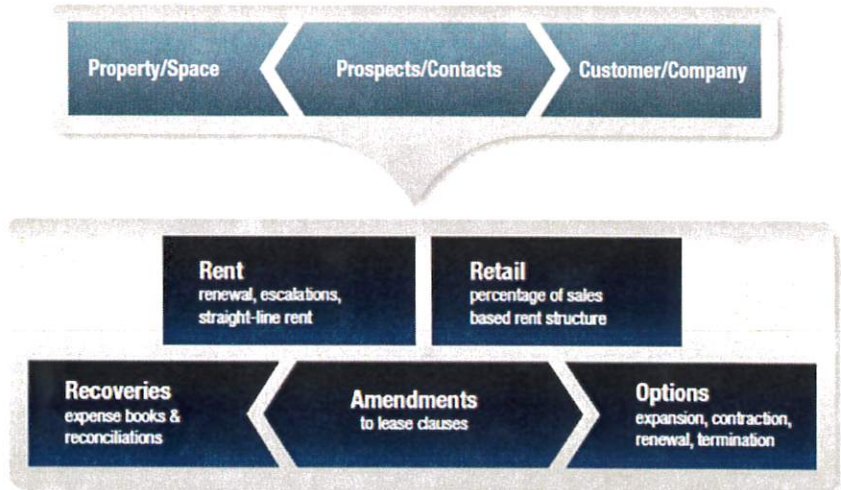 Property/Space
Prospects/Contacts
Customer/Company
Rent
renewal, escalations,
straight-line rent
Retail
percentage of sales
based rent structure
Recoveries
expense books &
reconciliations
Amendments
to lease clauses
Options
expansion, contraction,
renewal, termination